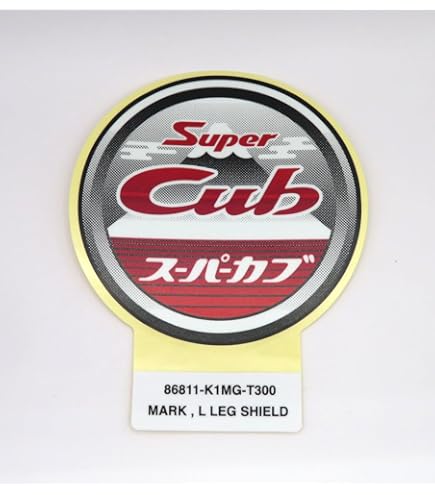 Super
Cub
スーパーカブ
86811-K1MG-T300
MARK , L LEG SHIELD